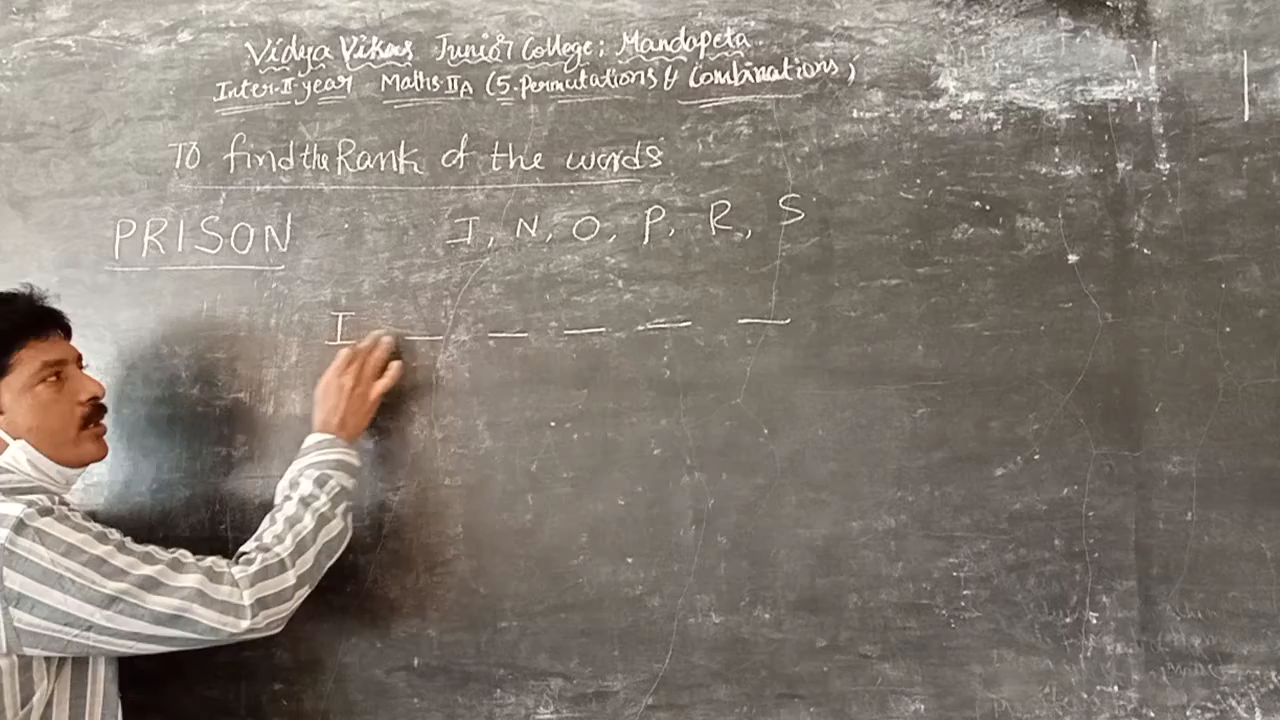 Vidya Vikas Junior College; Mandapeta
Inter-II-year Maths-IIA (5. Permutations & Combinations)
To find the Rank of the words
PRISON I, N, O, P, R, S
I _ _ _ _ _